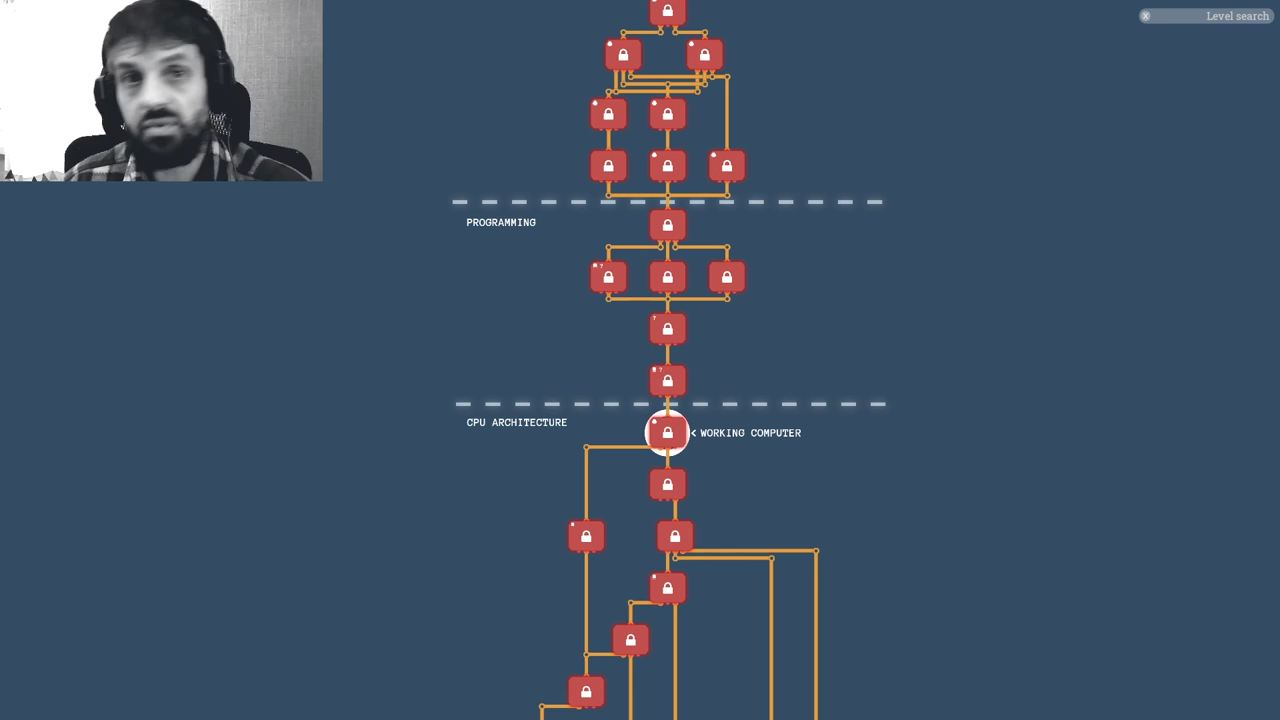 Level search
PROGRAMMING
CPU ARCHITECTURE
< WORKING COMPUTER